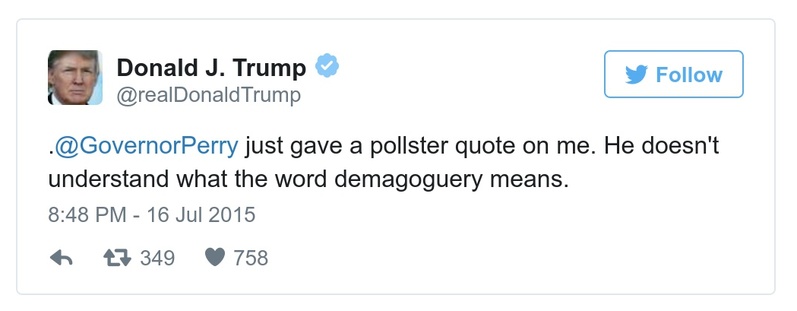 Donald J. Trump
@realDonaldTrump
Follow
.@GovernorPerry just gave a pollster quote on me. He doesn't
understand what the word demagoguery means.
8:48 PM - 16 Jul 2015
349 758